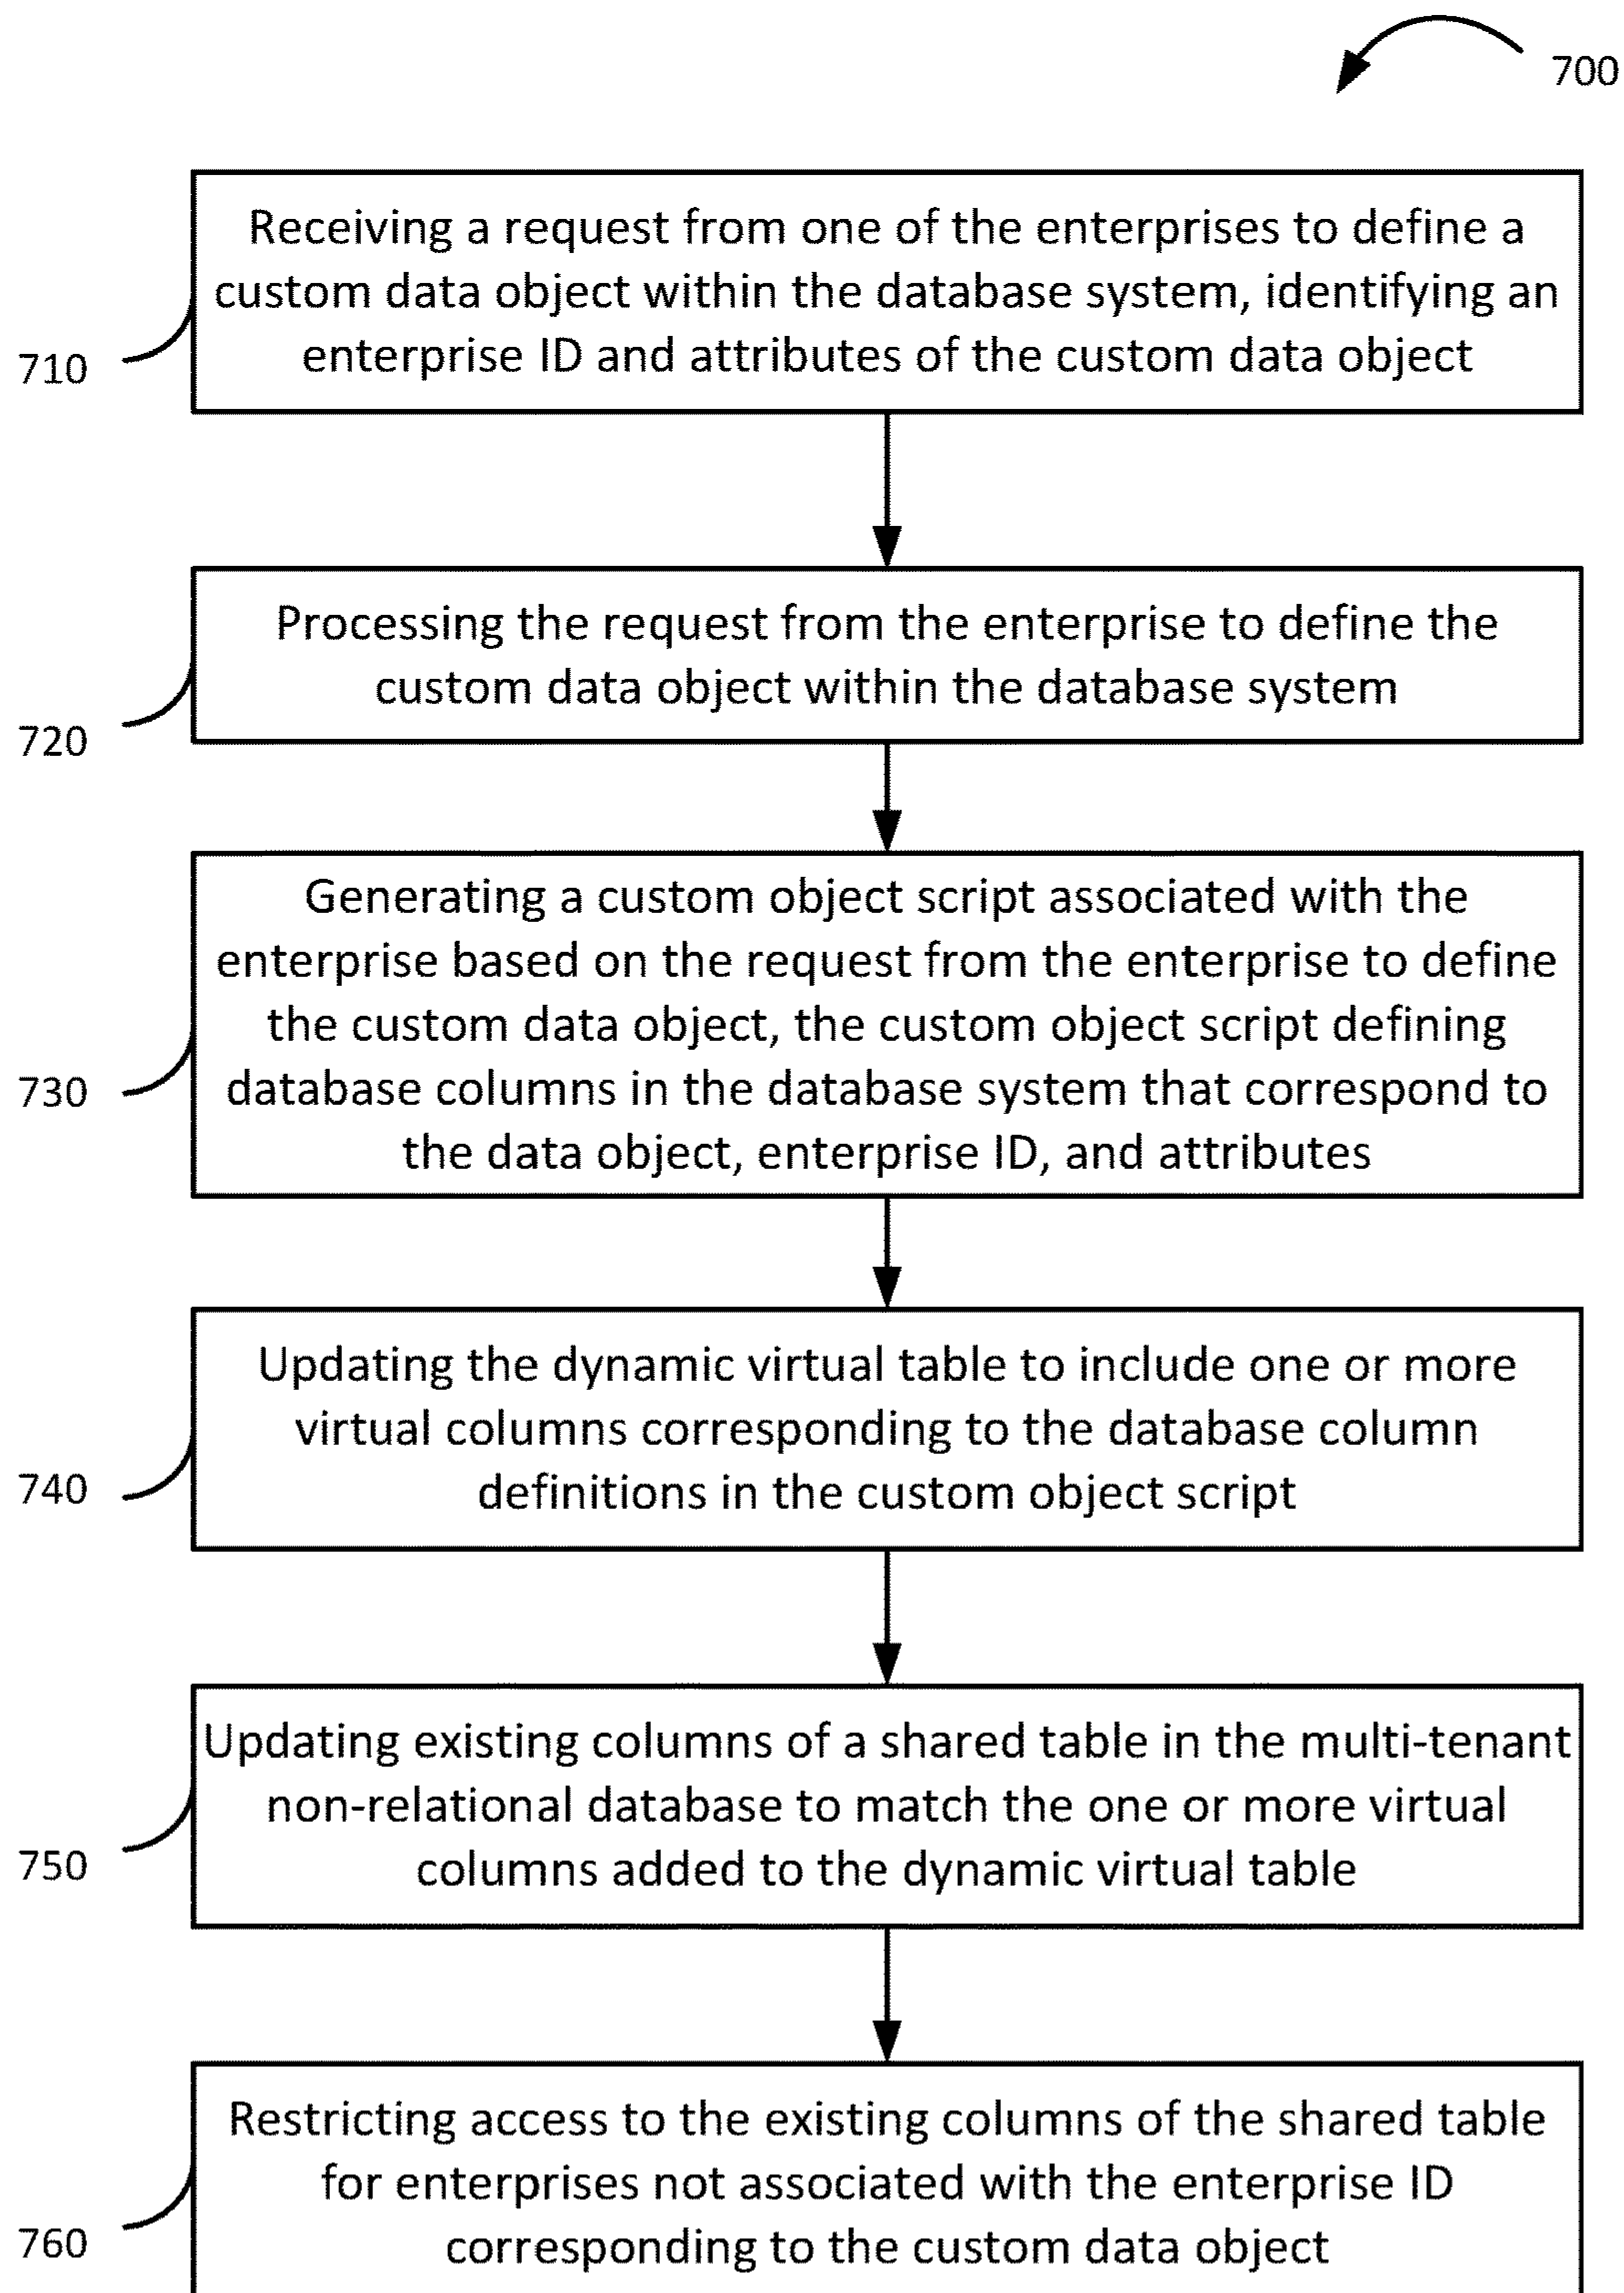 700
Receiving a request from one of the enterprises to define a
custom data object within the database system, identifying an
enterprise ID and attributes of the custom data object
710
Processing the request from the enterprise to define the
custom data object within the database system
720
Generating a custom object script associated with the
enterprise based on the request from the enterprise to define
the custom data object, the custom object script defining
database columns in the database system that correspond to
the data object, enterprise ID, and attributes
730
Updating the dynamic virtual table to include one or more
virtual columns corresponding to the database column
definitions in the custom object script
740
Updating existing columns of a shared table in the multi-tenant
non-relational database to match the one or more virtual
columns added to the dynamic virtual table
750
Restricting access to the existing columns of the shared table
for enterprises not associated with the enterprise ID
corresponding to the custom data object
760